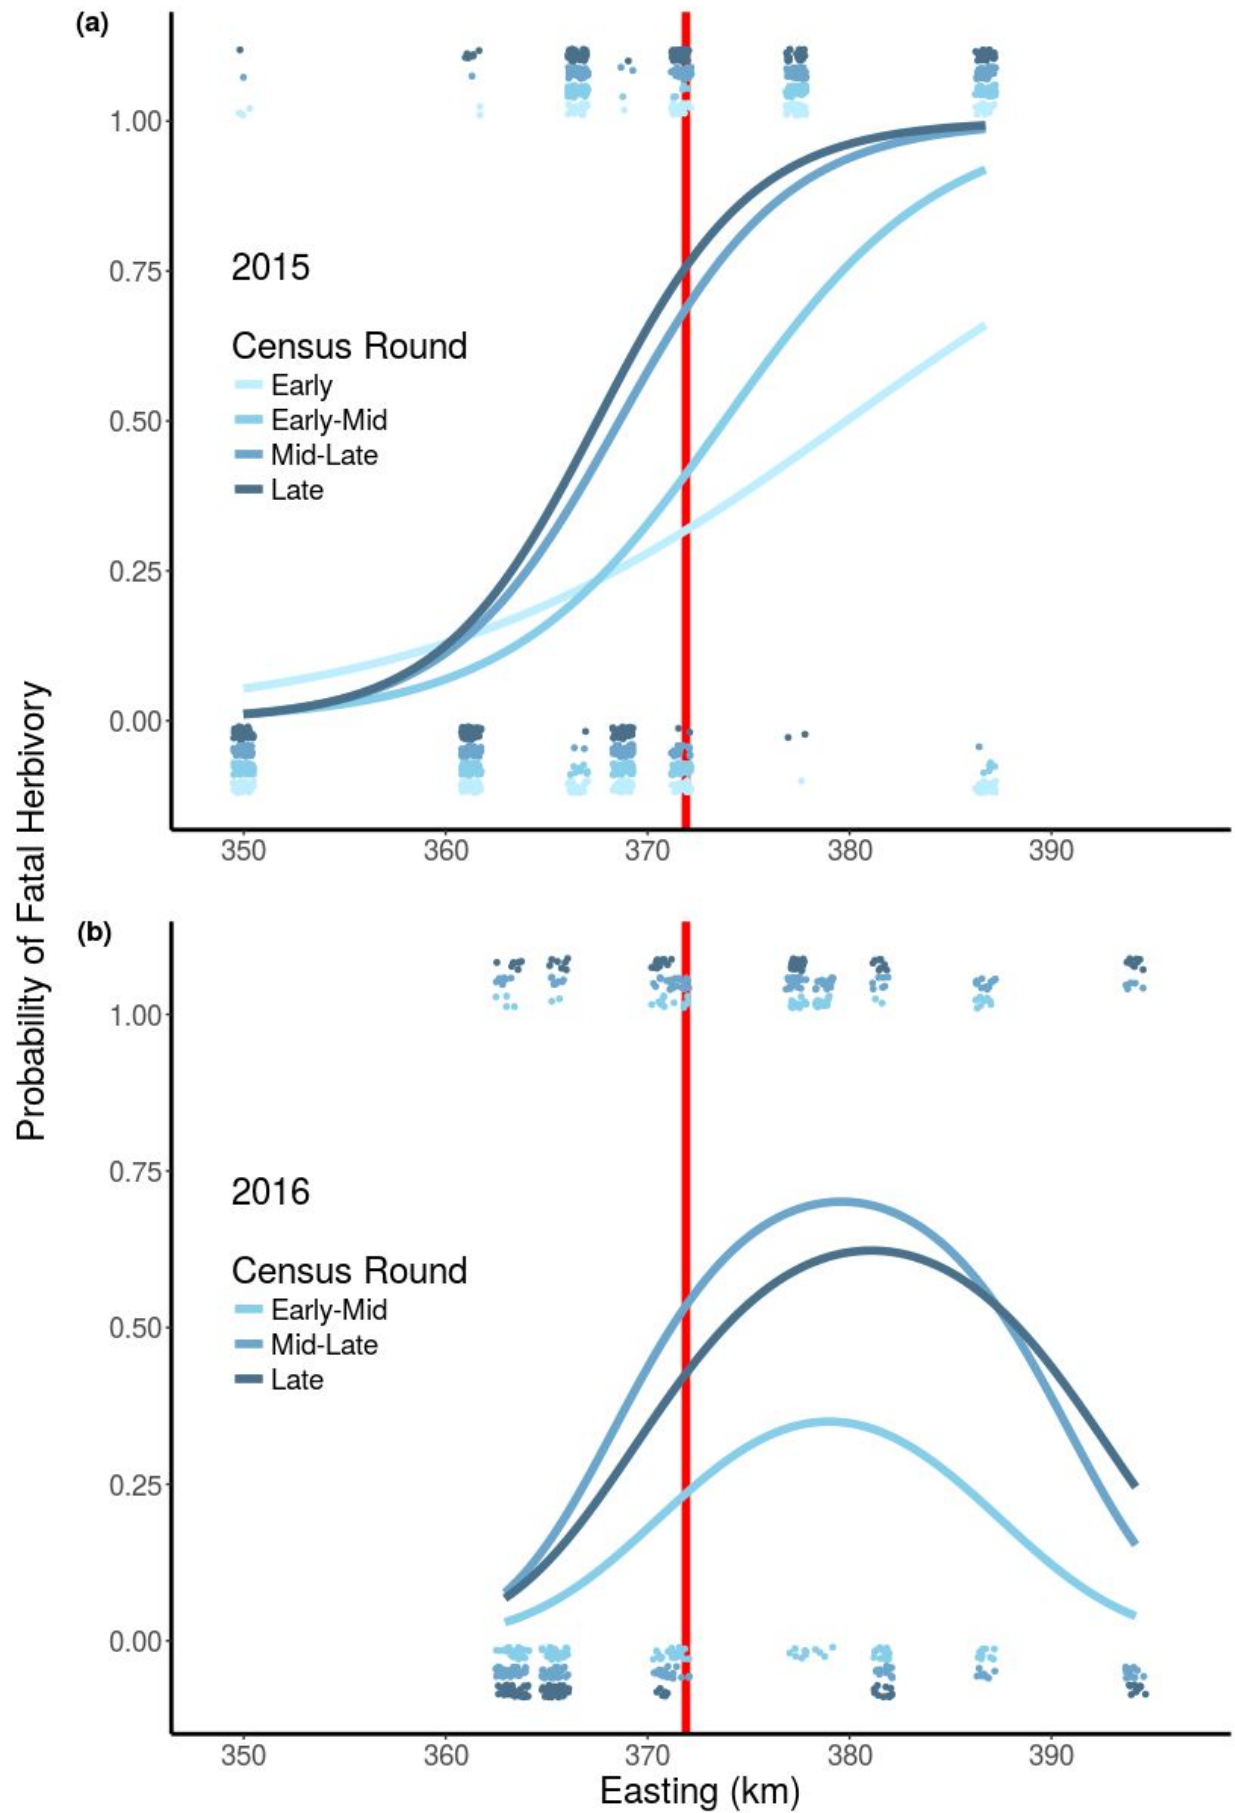 (a)
1.00
0.75
0.50
0.25
0.00
2015
Census Round
Early
Early-Mid
Mid-Late
Late
350 360 370 380 390
Probability of Fatal Herbivory
(b)
1.00
0.75
0.50
0.25
0.00
2016
Census Round
Early-Mid
Mid-Late
Late
350 360 370 380 390
Easting (km)